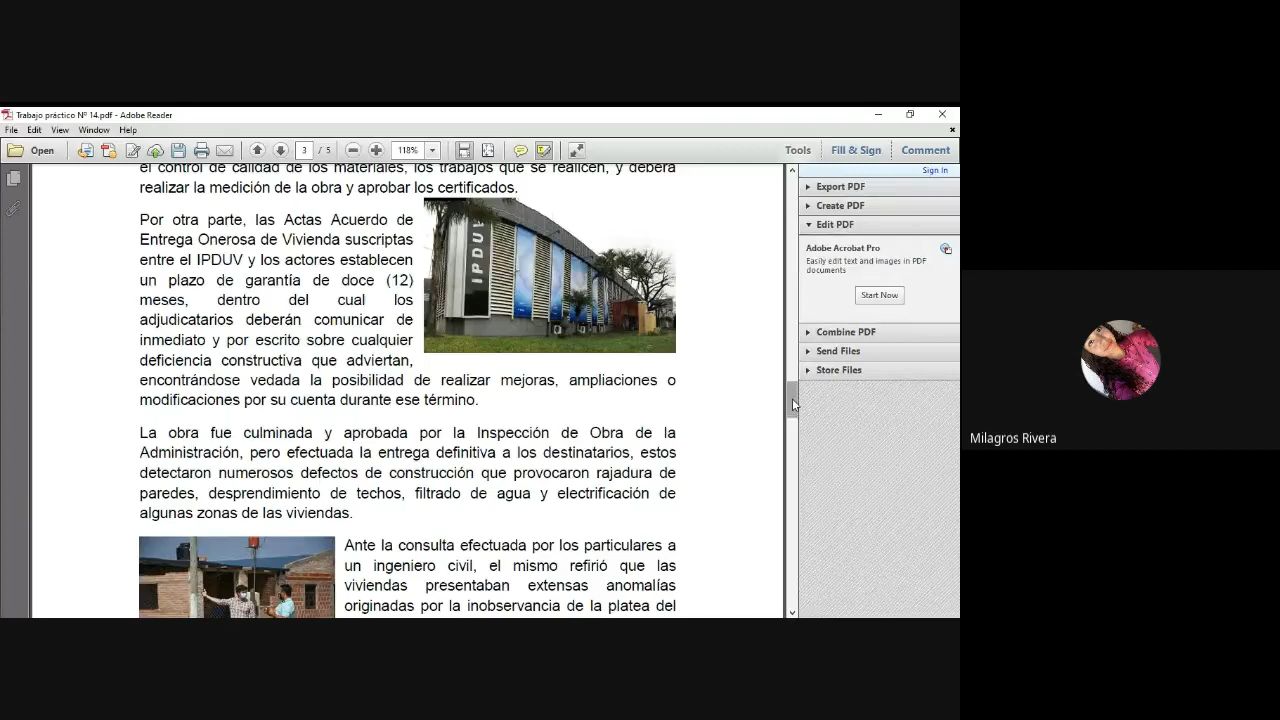 Trabajo práctico Nº 14.pdf - Adobe Reader
File Edit View Window Help
Open
3 / 5
118%
Tools
Fill & Sign
Comment
el control de calidad de los materiales, los trabajos que se realicen, y deberá
realizar la medición de la obra y aprobar los certificados.
Por otra parte, las Actas Acuerdo de
Entrega Onerosa de Vivienda suscriptas
entre el IPDUV y los actores establecen
un plazo de garantía de doce (12)
meses, dentro del cual los
adjudicatarios deberán comunicar de
inmediato y por escrito sobre cualquier
deficiencia constructiva que adviertan,
encontrándose vedada la posibilidad de realizar mejoras, ampliaciones o
modificaciones por su cuenta durante ese término.
IPDUV
La obra fue culminada y aprobada por la Inspección de Obra de la
Administración, pero efectuada la entrega definitiva a los destinatarios, estos
detectaron numerosos defectos de construcción que provocaron rajadura de
paredes, desprendimiento de techos, filtrado de agua y electrificación de
algunas zonas de las viviendas.
Ante la consulta efectuada por los particulares a
un ingeniero civil, el mismo refirió que las
viviendas presentaban extensas anomalías
originadas por la inobservancia de la platea del
Sign In
Export PDF
Create PDF
Edit PDF
Adobe Acrobat Pro
Easily edit text and images in PDF
documents
Start Now
Combine PDF
Send Files
Store Files
Milagros Rivera